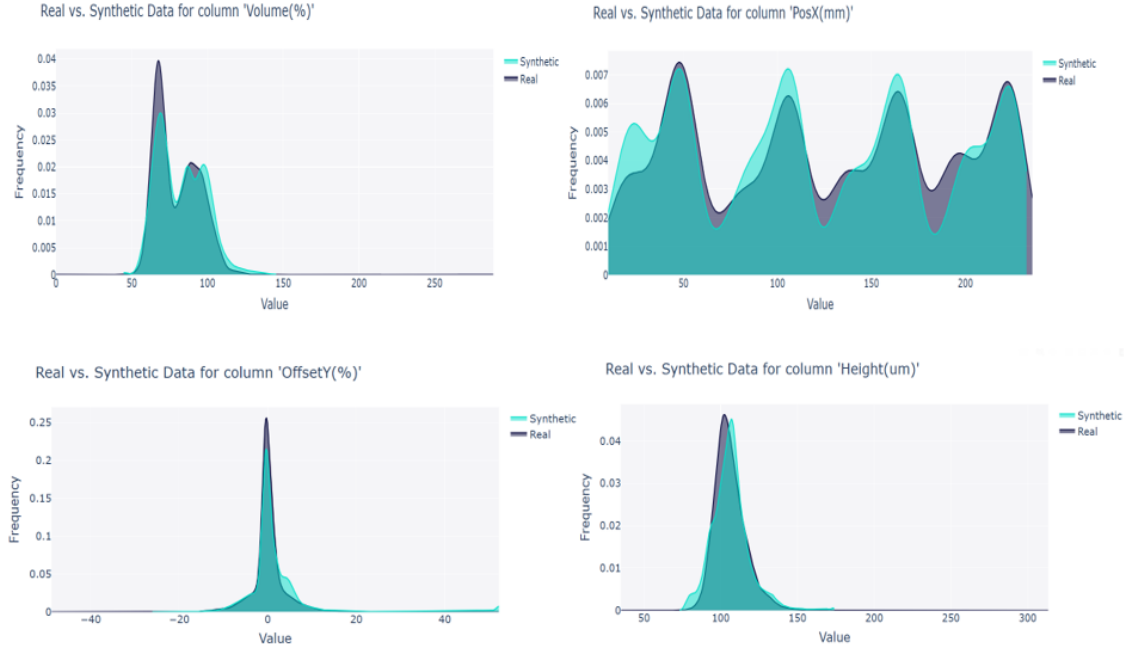 Real vs. Synthetic Data for column 'Volume(%)'
Synthetic
Real
Frequency
0.04
0.035
0.03
0.025
0.02
0.015
0.01
0.005
0
0 50 100 150 200 250
Value
Real vs. Synthetic Data for column 'PosX(mm)'
Synthetic
Real
Frequency
0.007
0.006
0.005
0.004
0.003
0.002
0.001
0
50 100 150 200
Value
Real vs. Synthetic Data for column 'OffsetY(%)'
Synthetic
Real
Frequency
0.25
0.2
0.15
0.1
0.05
0
−40 −20 0 20 40
Value
Real vs. Synthetic Data for column 'Height(um)'
Synthetic
Real
Frequency
0.04
0.03
0.02
0.01
0
50 100 150 200 250 300
Value